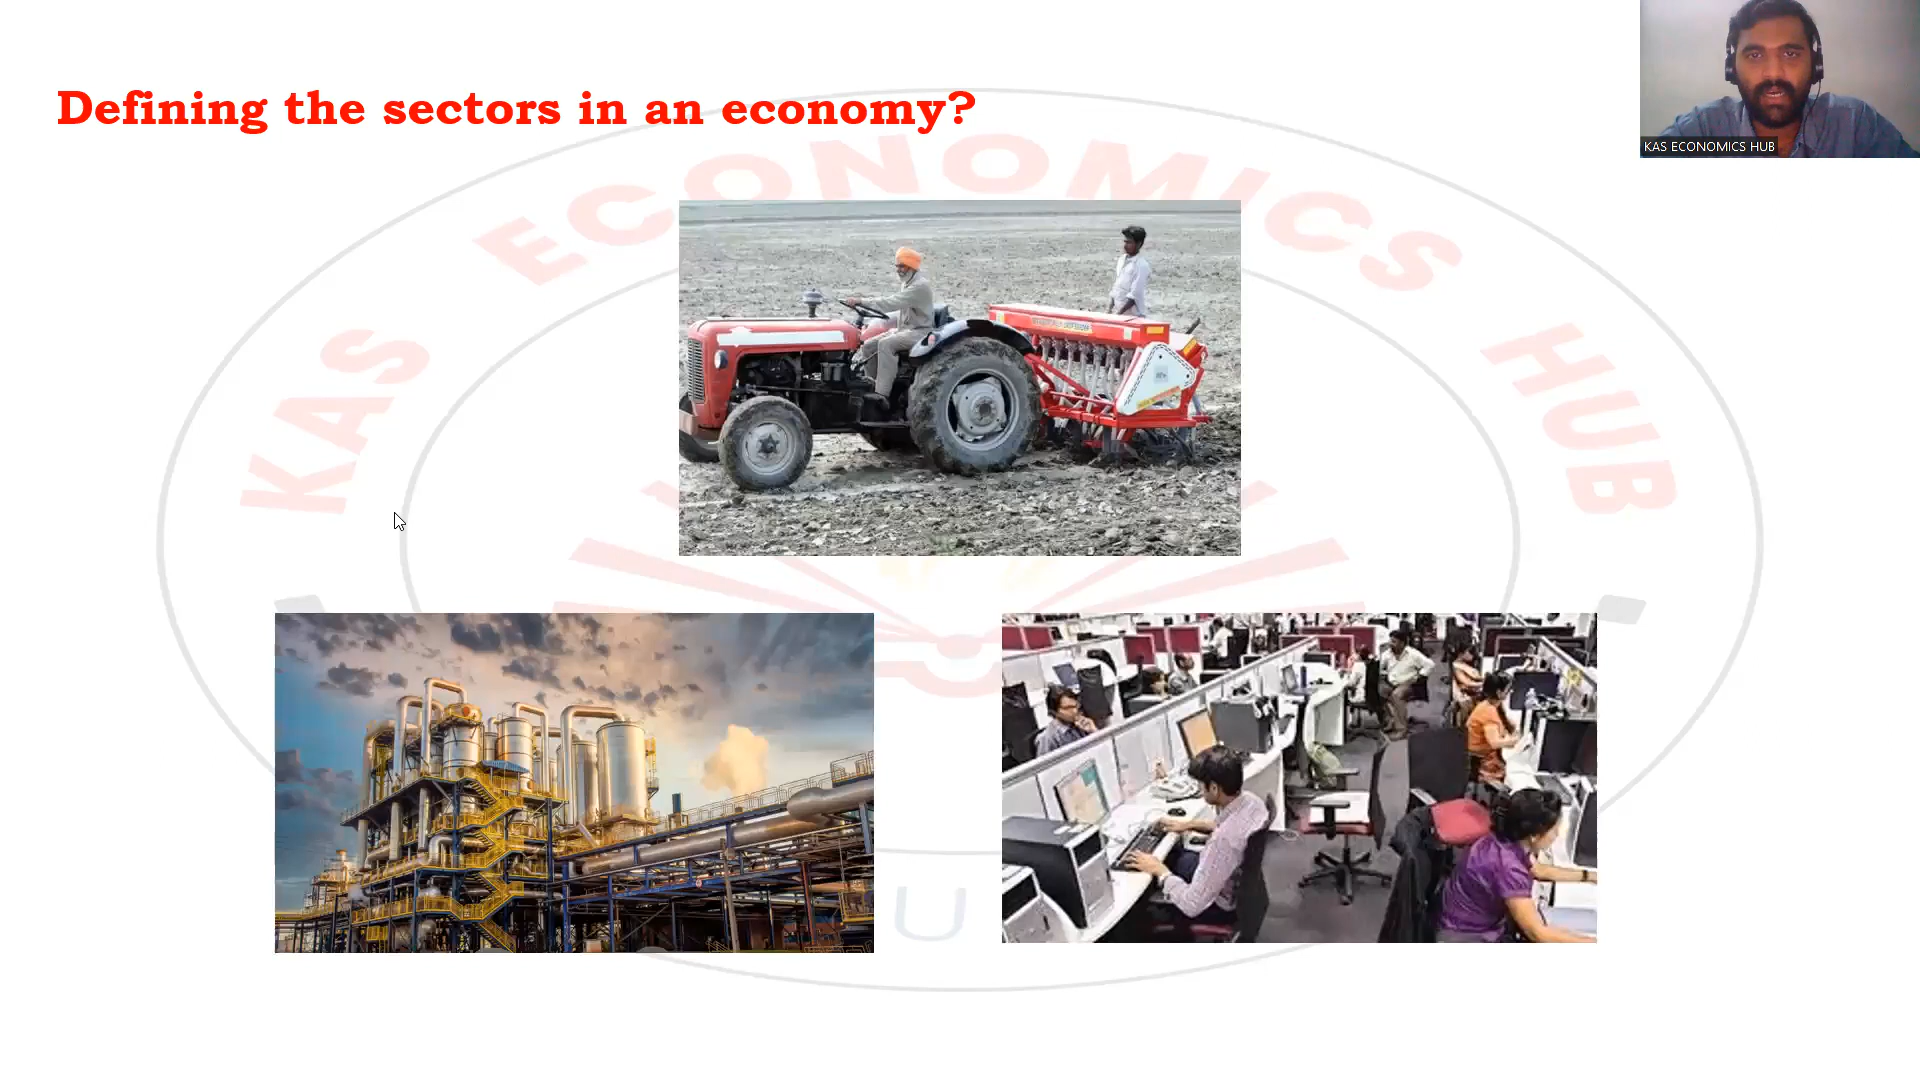 Defining the sectors in an economy?
KAS ECONOMICS HUB
KAS ECONOMICS HUB
U